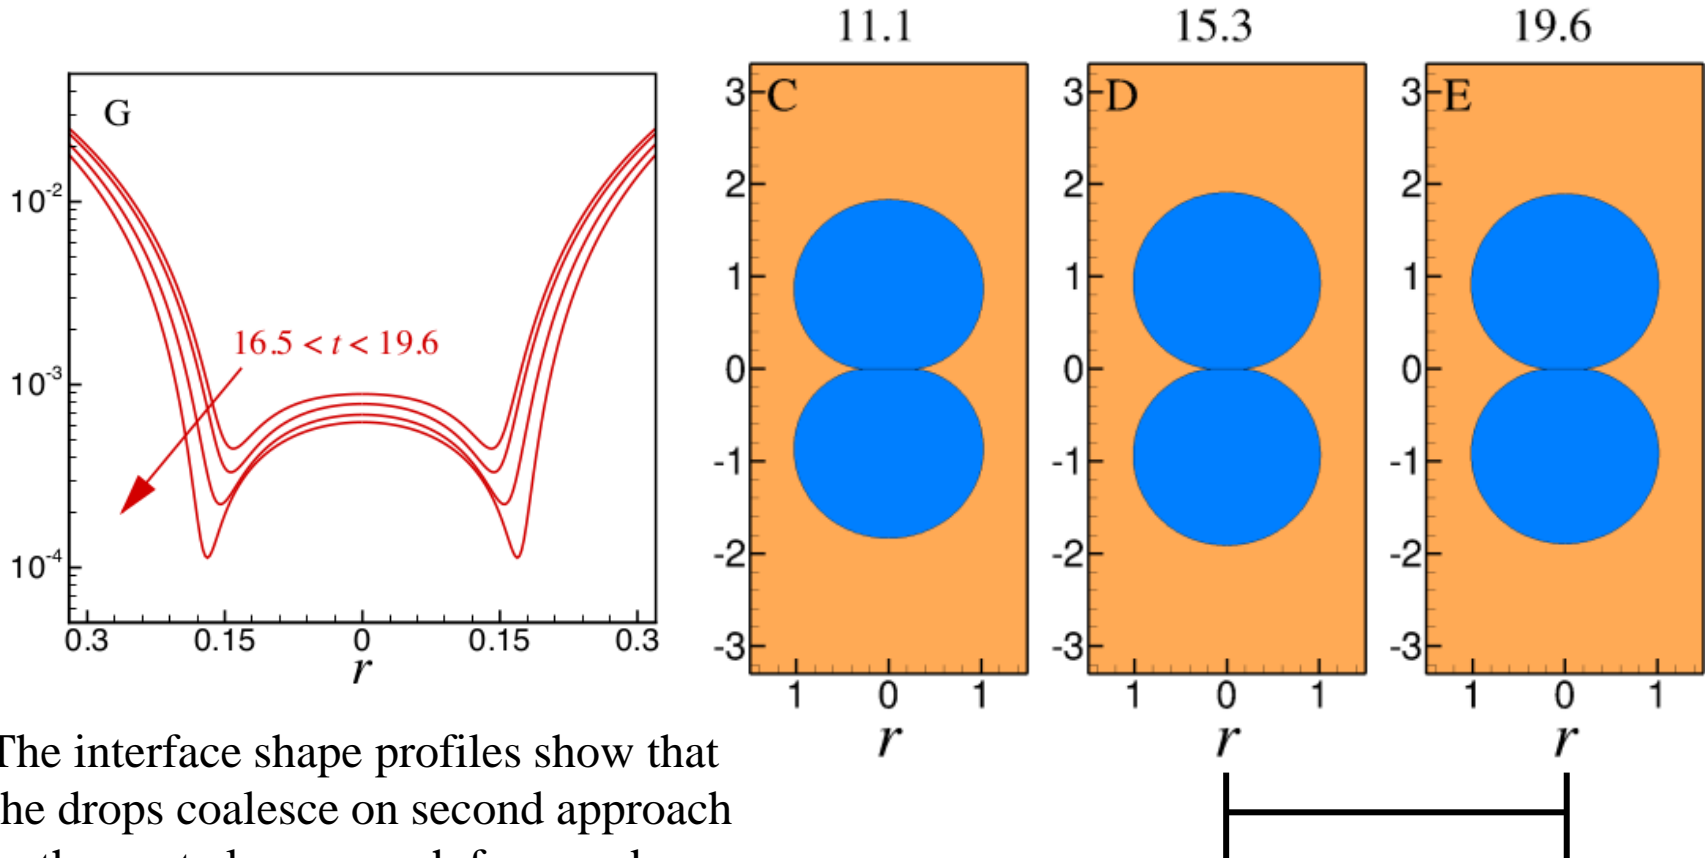 11.1
15.3
19.6
G
10-2
10-3
10-4
16.5 < t < 19.6
0.3 0.15 0 0.15 0.3
r
C
3
2
1
0
-1
-2
-3
1 0 1
r
D
3
2
1
0
-1
-2
-3
1 0 1
r
E
3
2
1
0
-1
-2
-3
1 0 1
r
The interface shape profiles show that
he drops coalesce on second approach